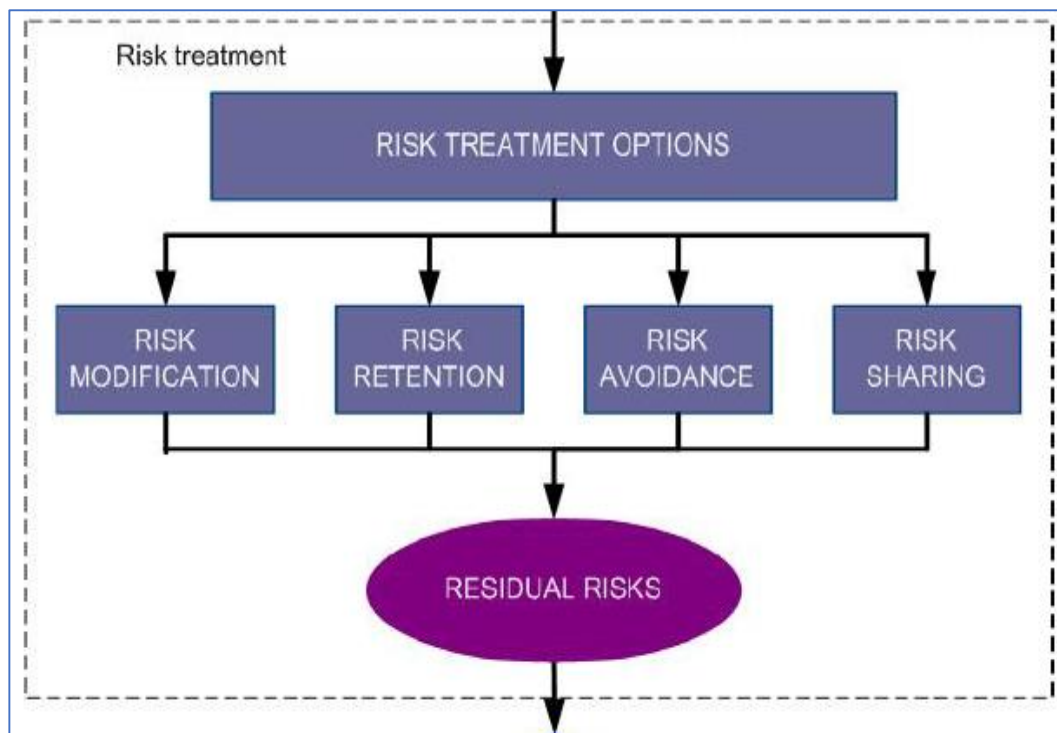 Risk treatment
RISK TREATMENT OPTIONS
RISK
MODIFICATION
RISK
RETENTION
RISK
AVOIDANCE
RISK
SHARING
RESIDUAL RISKS